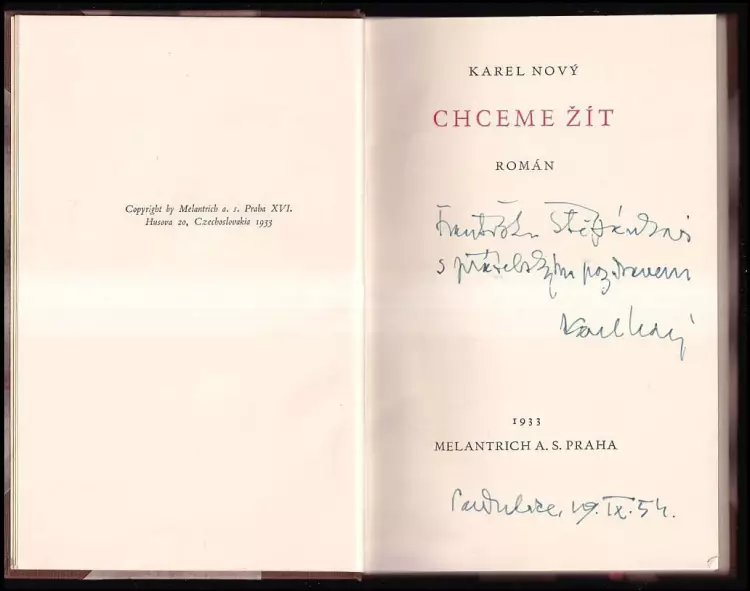 Copyright by Melantrich a. s. Praha XVI.
Husova 20, Czechoslovakia 1933
KAREL NOVÝ
CHCEME ŽÍT
ROMÁN
Františku Štěpánkovi
s přátelským pozdravem
Karel Nový
1933
MELANTRICH A. S. PRAHA
Pardubice, 19. IX. 54.